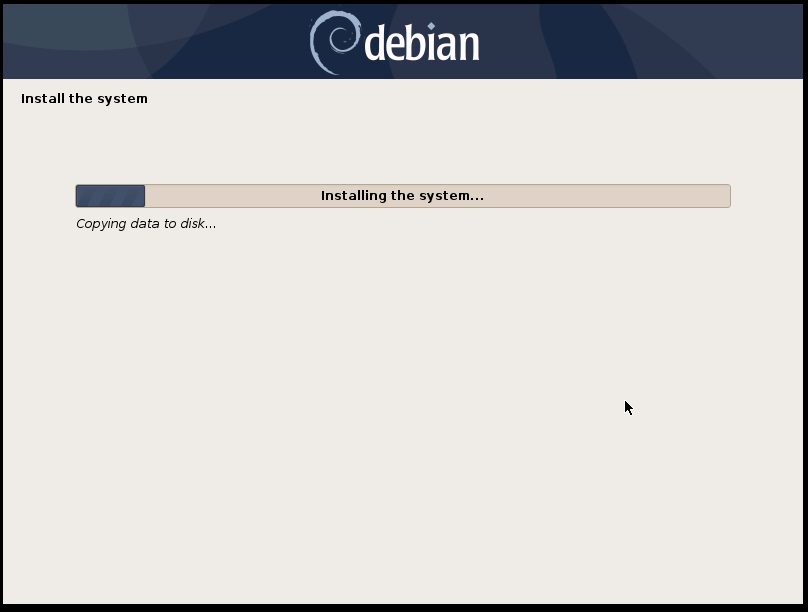 debian
Install the system
Installing the system...
Copying data to disk...